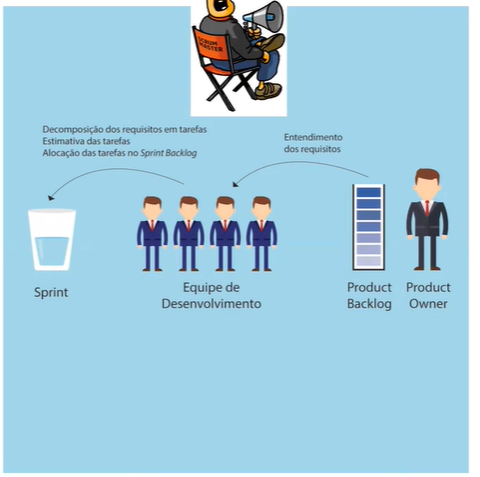 SCRUM
MASTER
Decomposição dos requisitos em tarefas
Estimativa das tarefas
Alocação das tarefas no Sprint Backlog
Entendimento
dos requisitos
Sprint
Equipe de
Desenvolvimento
Product
Backlog
Product
Owner